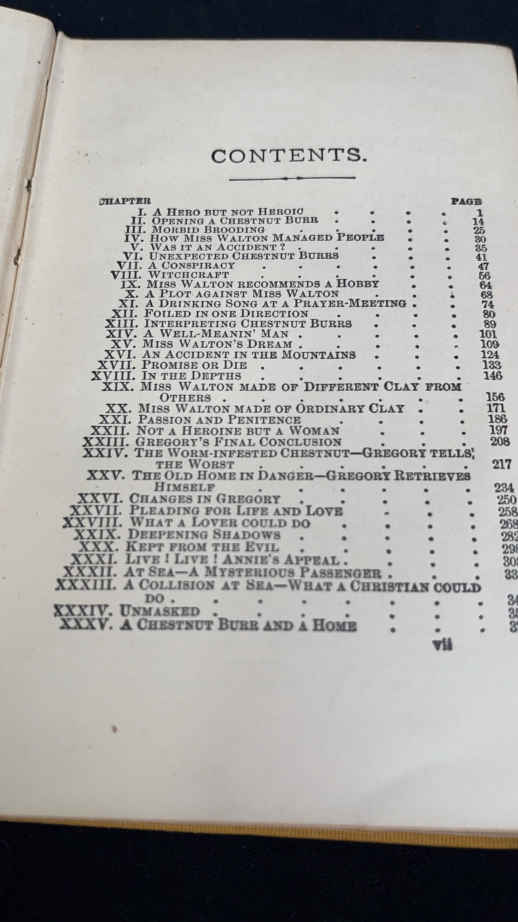 CONTENTS.
CHAPTER PAGE
I. A HERO BUT NOT HEROIC . . . . 1
II. OPENING A CHESTNUT BURR . . . . 14
III. MORBID BROODING . . . . . 25
IV. HOW MISS WALTON MANAGED PEOPLE . . 30
V. WAS IT AN ACCIDENT? . . . . . 35
VI. UNEXPECTED CHESTNUT BURRS . . . 41
VII. A CONSPIRACY . . . . . . 47
VIII. WITCHCRAFT . . . . . . 56
IX. MISS WALTON RECOMMENDS A HOBBY . . 64
X. A PLOT AGAINST MISS WALTON . . . 68
XI. A DRINKING SONG AT A PRAYER-MEETING . . 74
XII. FOILED IN ONE DIRECTION . . . . 80
XIII. INTERPRETING CHESTNUT BURRS . . . 89
XIV. A WELL-MEANIN' MAN . . . . . 101
XV. MISS WALTON'S DREAM . . . . . 109
XVI. AN ACCIDENT IN THE MOUNTAINS . . . 124
XVII. PROMISE OR DIE . . . . . . 133
XVIII. IN THE DEPTHS . . . . . . 146
XIX. MISS WALTON MADE OF DIFFERENT CLAY FROM
OTHERS . . . . . . . 156
XX. MISS WALTON MADE OF ORDINARY CLAY . . 171
XXI. PASSION AND PENITENCE . . . . 186
XXII. NOT A HEROINE BUT A WOMAN . . . 197
XXIII. GREGORY'S FINAL CONCLUSION . . . 208
XXIV. THE WORM-INFESTED CHESTNUT—GREGORY TELLS
THE WORST . . . . . . 217
XXV. THE OLD HOME IN DANGER—GREGORY RETRIEVES
HIMSELF . . . . . . 234
XXVI. CHANGES IN GREGORY . . . . 250
XXVII. PLEADING FOR LIFE AND LOVE . . . 258
XXVIII. WHAT A LOVER COULD DO . . . . 268
XXIX. DEEPENING SHADOWS . . . . . 282
XXX. KEPT FROM THE EVIL . . . . .
XXXI. LIVE! LIVE! ANNIE'S APPEAL . . . .
XXXII. AT SEA—A MYSTERIOUS PASSENGER . . .
XXXIII. A COLLISION AT SEA—WHAT A CHRISTIAN COULD
DO . . . . . . . .
XXXIV. UNMASKED . . . . . . .
XXXV. A CHESTNUT BURR AND A HOME . . .
vii